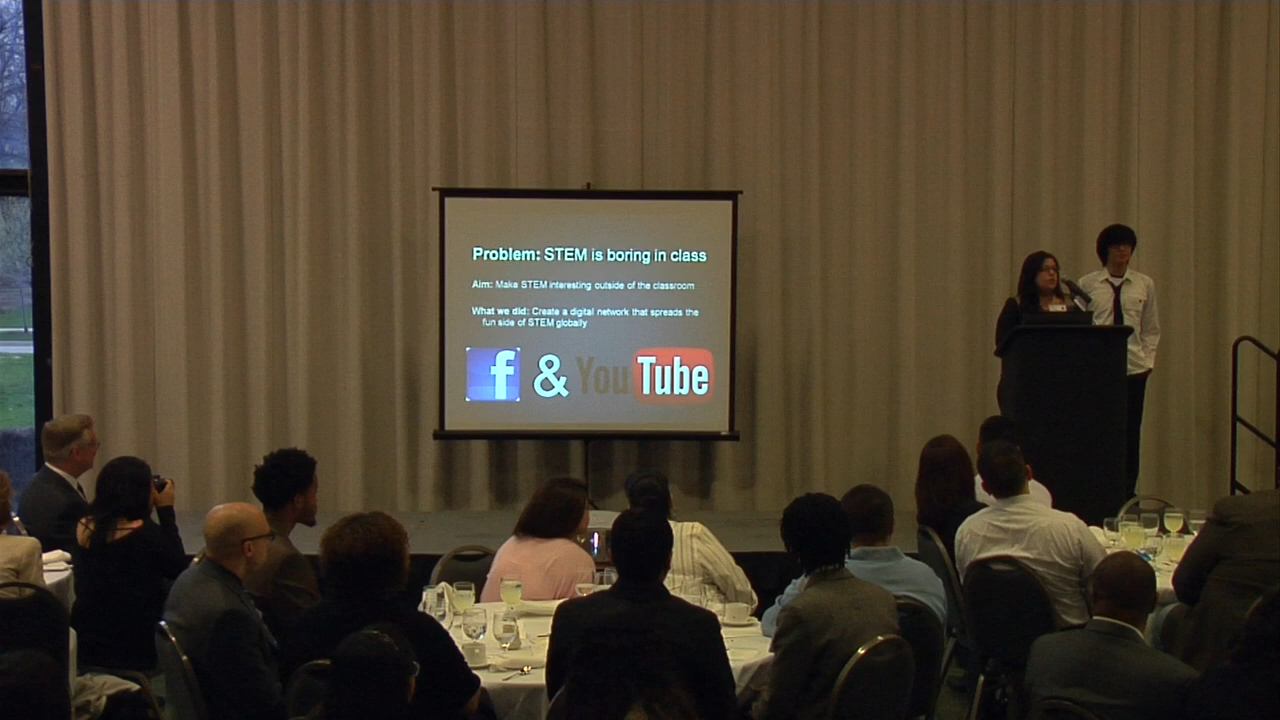 Problem: STEM is boring in class
Aim: Make STEM interesting outside of the classroom
What we did: Create a digital network that spreads the
fun side of STEM globally
f & YouTube